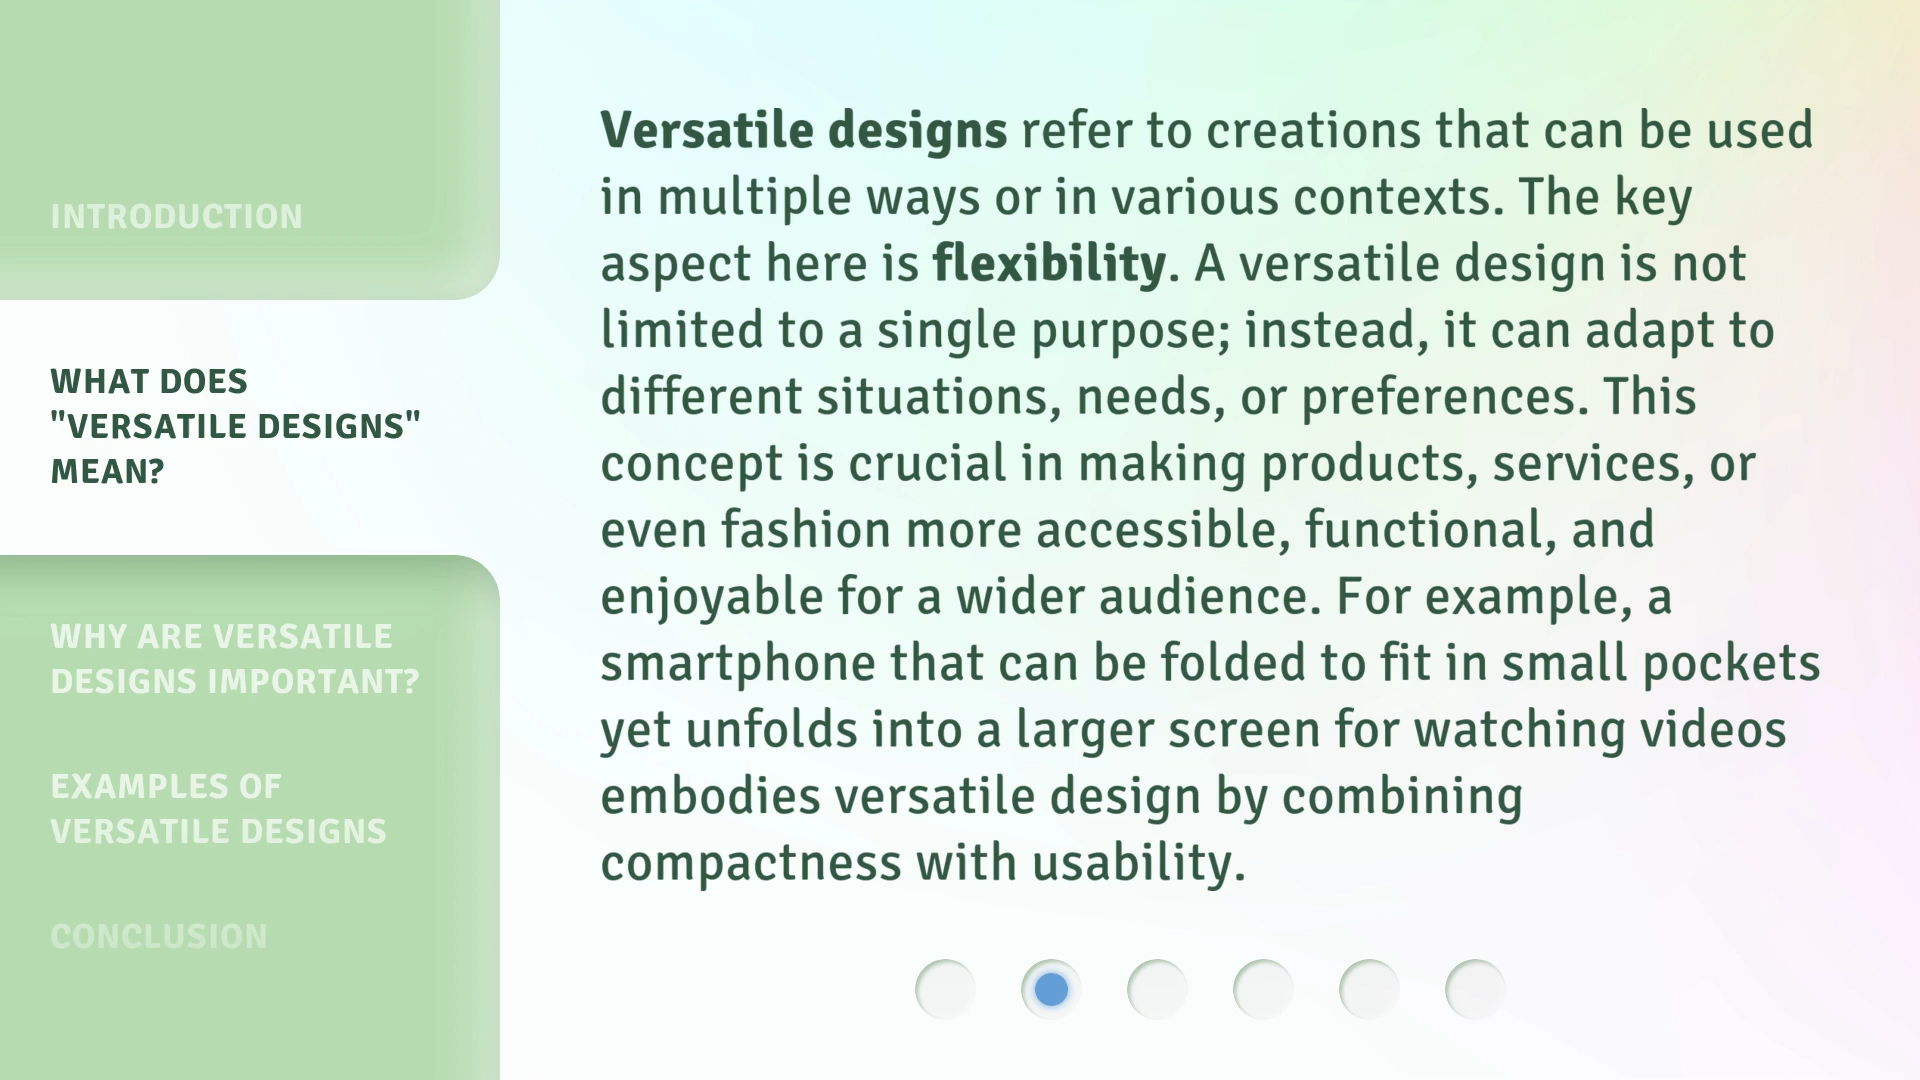 INTRODUCTION
WHAT DOES
"VERSATILE DESIGNS"
MEAN?
WHY ARE VERSATILE
DESIGNS IMPORTANT?
EXAMPLES OF
VERSATILE DESIGNS
CONCLUSION
Versatile designs refer to creations that can be used
in multiple ways or in various contexts. The key
aspect here is flexibility. A versatile design is not
limited to a single purpose; instead, it can adapt to
different situations, needs, or preferences. This
concept is crucial in making products, services, or
even fashion more accessible, functional, and
enjoyable for a wider audience. For example, a
smartphone that can be folded to fit in small pockets
yet unfolds into a larger screen for watching videos
embodies versatile design by combining
compactness with usability.